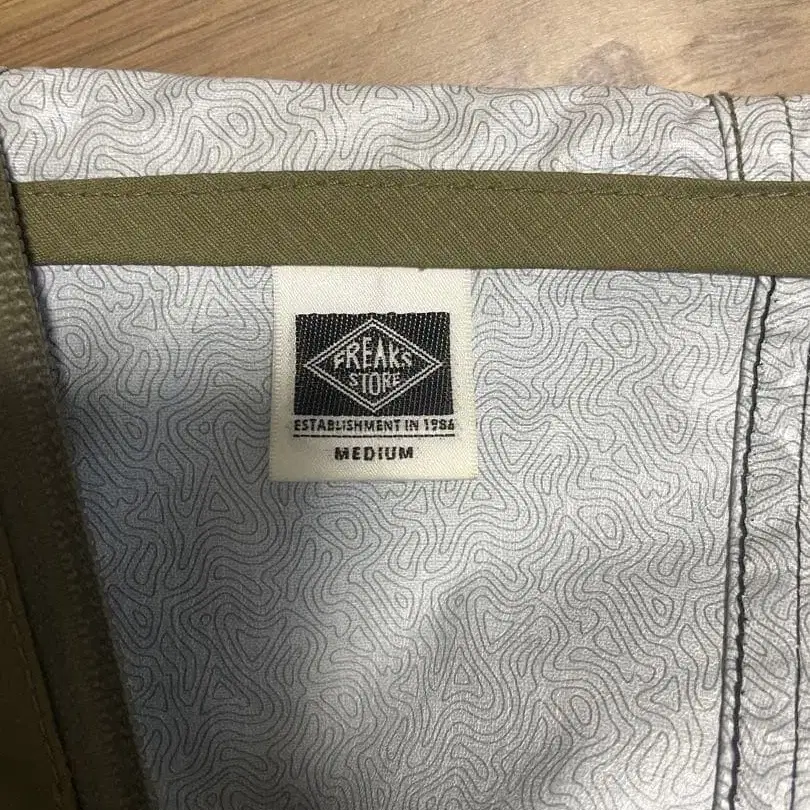 FREAKS
STORE
ESTABLISHMENT IN 1986
MEDIUM